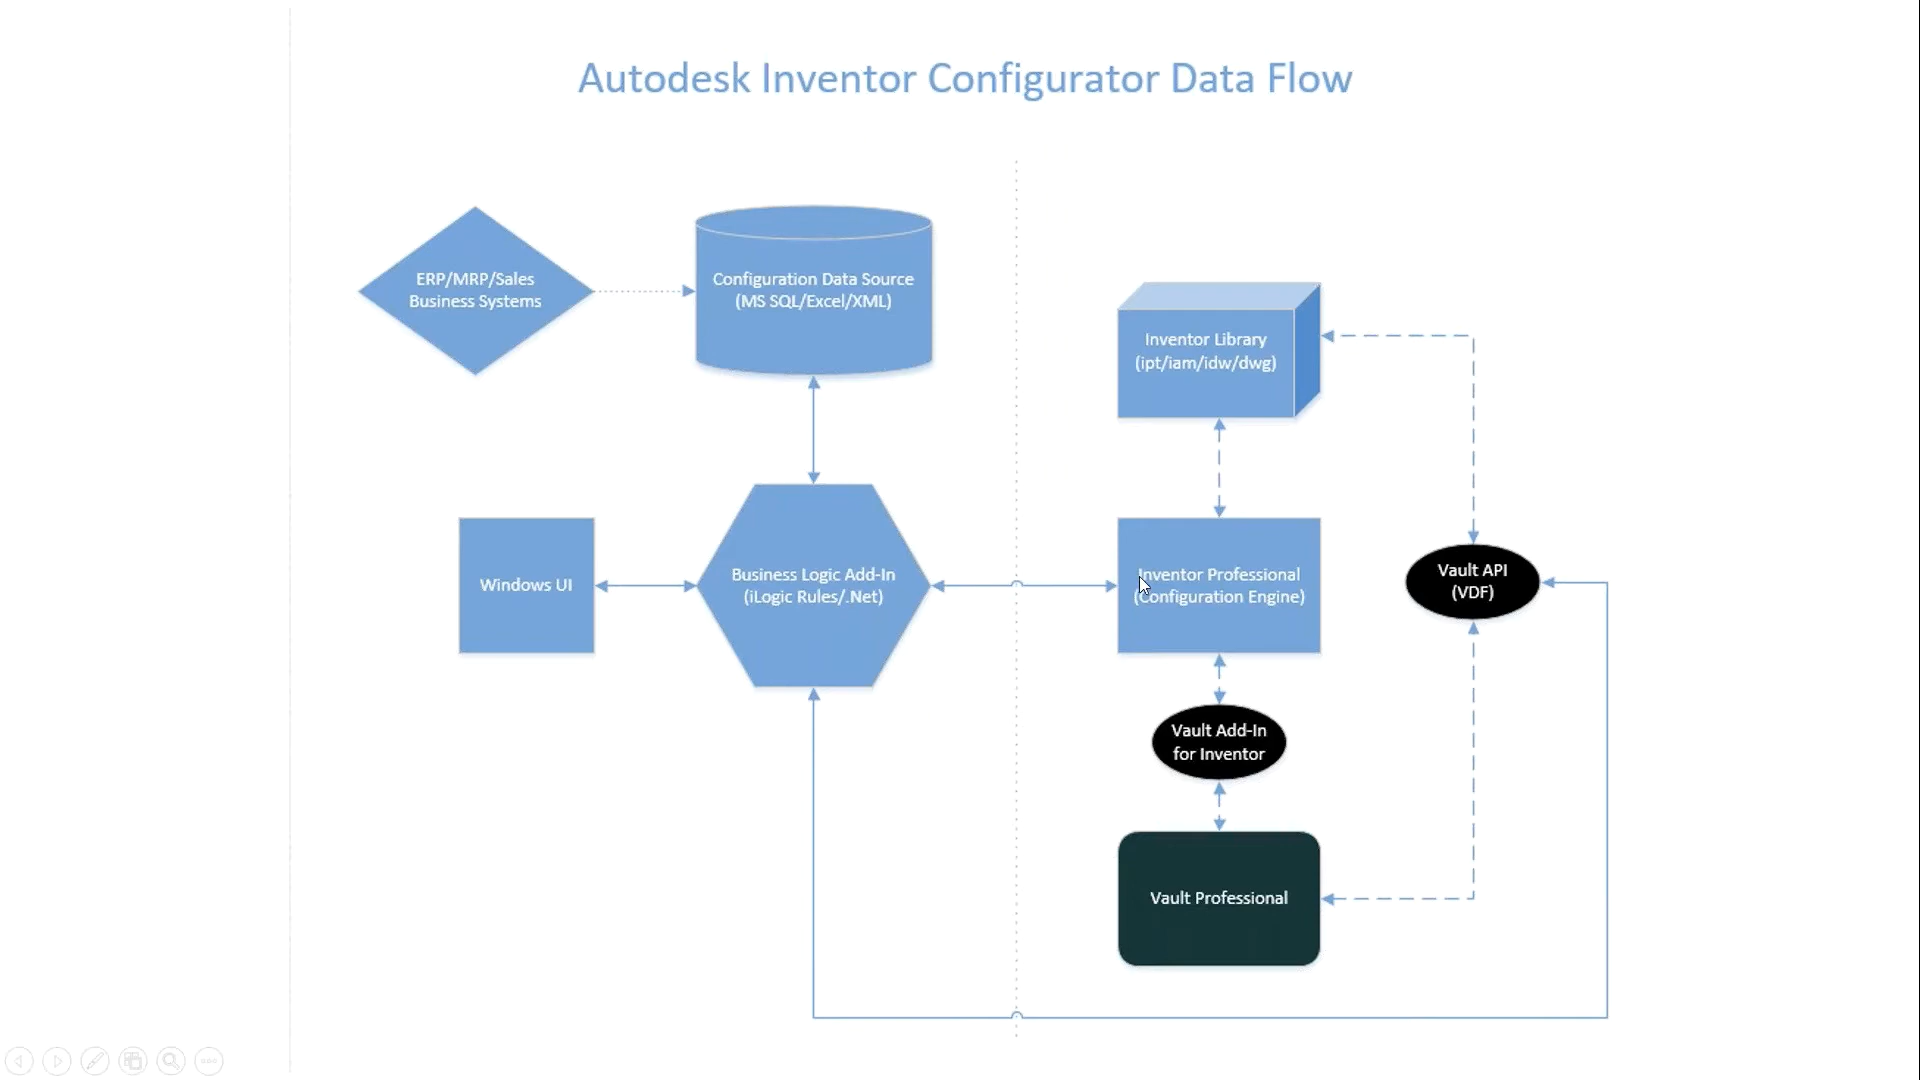 Autodesk Inventor Configurator Data Flow
ERP/MRP/Sales
Business Systems
Configuration Data Source
(MS SQL/Excel/XML)
Inventor Library
(ipt/iam/idw/dwg)
Windows UI
Business Logic Add-In
(iLogic Rules/.Net)
Inventor Professional
(Configuration Engine)
Vault API
(VDF)
Vault Add-In
for Inventor
Vault Professional